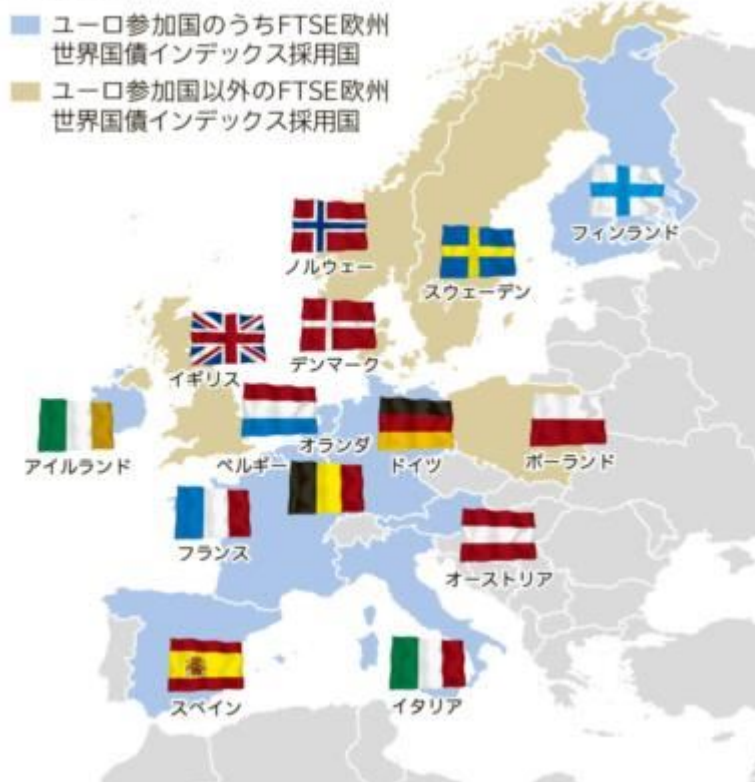 ユーロ参加国のうちFTSE欧州
世界国債インデックス採用国
ユーロ参加国以外のFTSE欧州
世界国債インデックス採用国
フィンランド
ノルウェー
スウェーデン
デンマーク
イギリス
オランダ
アイルランド
ベルギー
ドイツ
ポーランド
フランス
オーストリア
スペイン
イタリア